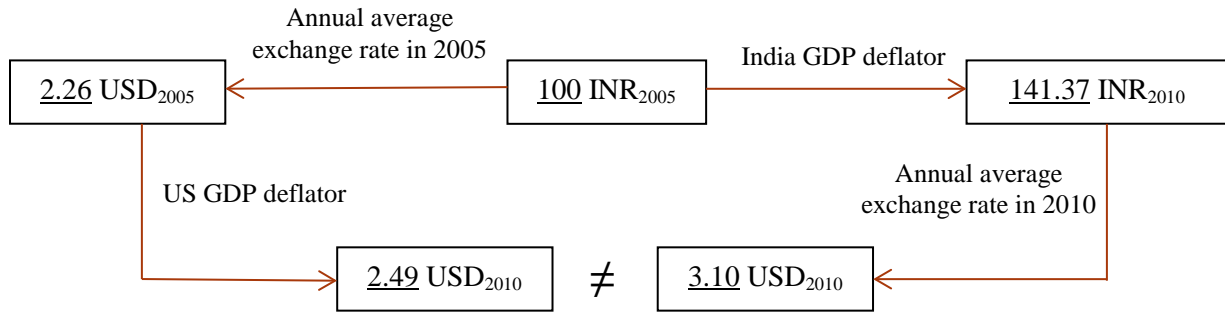 Annual average
exchange rate in 2005
India GDP deflator
2.26 USD2005
100 INR2005
141.37 INR2010
US GDP deflator
Annual average
exchange rate in 2010
2.49 USD2010
≠
3.10 USD2010